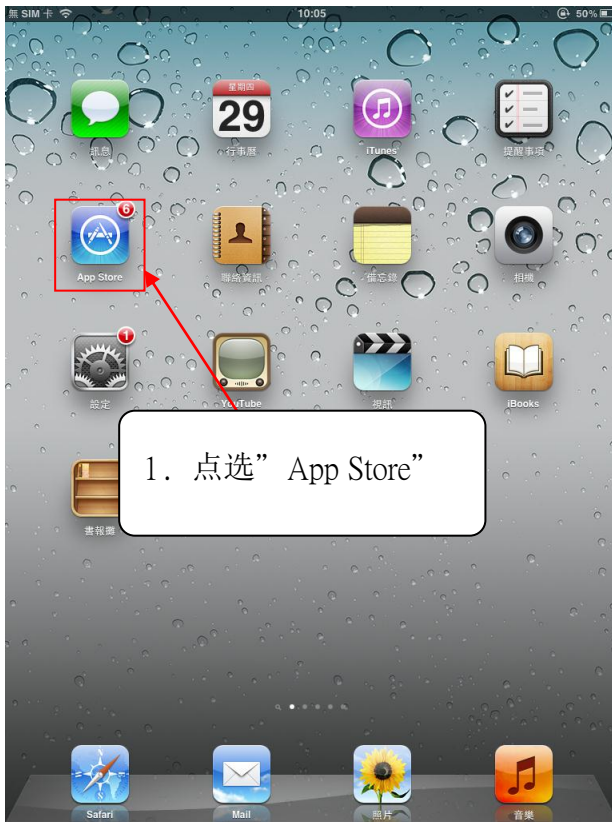 無 SIM 卡 10:05 50%
星期四
29
訊息 行事曆 iTunes 提醒事項
6
App Store 聯絡資訊 備忘錄 相機
1
設定 YouTube 視訊 iBooks
1. 点选”App Store”
書報攤
Safari Mail 照片 音樂